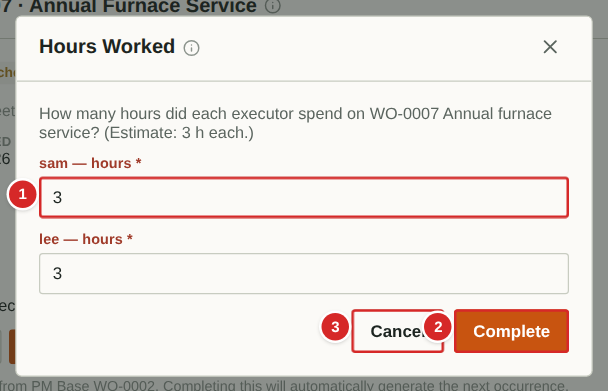 7 · Annual Furnace Service
Hours Worked
How many hours did each executor spend on WO-0007 Annual furnace
service? (Estimate: 3 h each.)
sam — hours *
1
3
lee — hours *
3
3
Cancel
2
Complete
from PM Base WO-0002. Completing this will automatically generate the next occurrence.